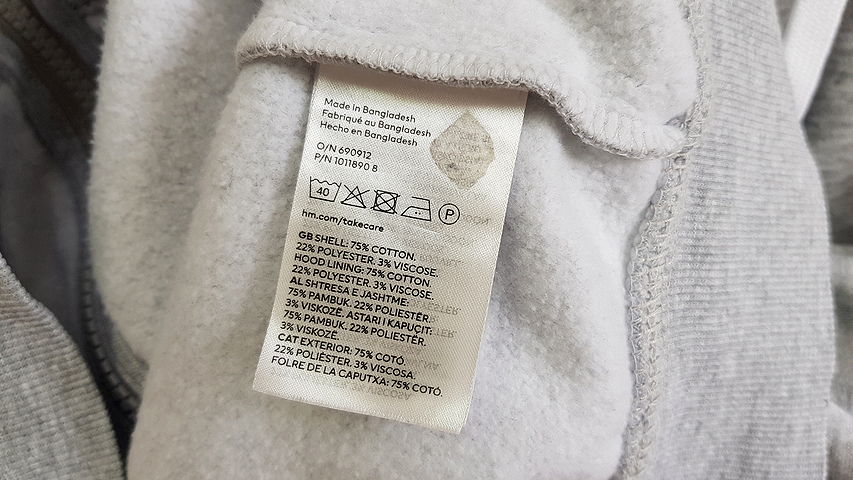 Made in Bangladesh
Fabriqué au Bangladesh
Hecho en Bangladesh
O/N 690912
P/N 1011890 8
40 P
hm.com/takecare
GB SHELL: 75% COTTON.
22% POLYESTER. 3% VISCOSE.
HOOD LINING: 75% COTTON.
22% POLYESTER. 3% VISCOSE.
AL SHTRESA E JASHTME:
75% PAMBUK. 22% POLIESTËR.
3% VISKOZË. ASTARI I KAPUÇIT:
75% PAMBUK. 22% POLIESTËR.
3% VISKOZË.
CAT EXTERIOR: 75% COTÓ.
22% POLIÈSTER. 3% VISCOSA.
FOLRE DE LA CAPUTXA: 75% COTÓ.